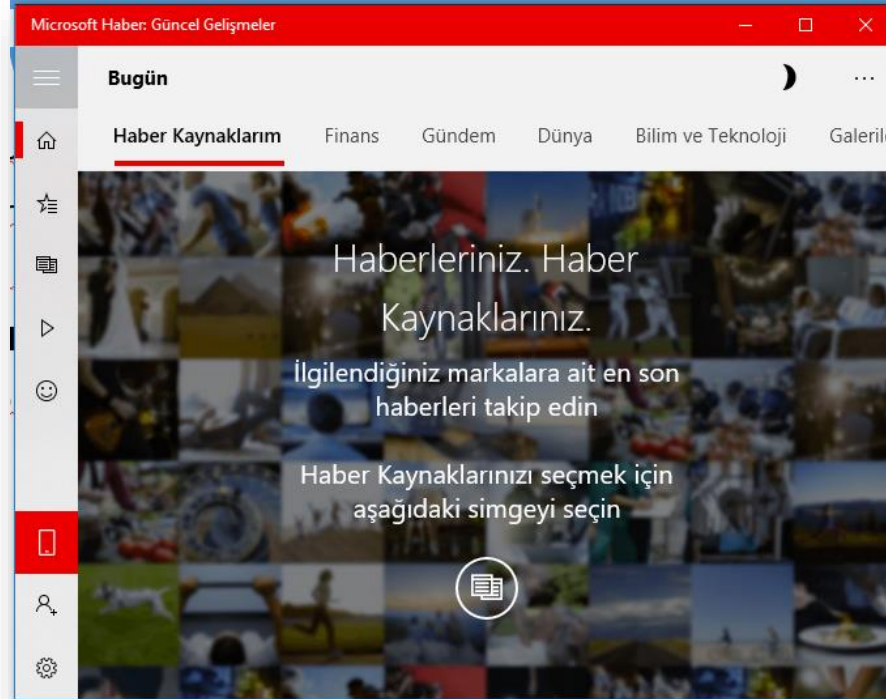 Microsoft Haber: Güncel Gelişmeler
Bugün
Haber Kaynaklarım Finans Gündem Dünya Bilim ve Teknoloji Galeril
Haberleriniz. Haber
Kaynaklarınız.
İlgilendiğiniz markalara ait en son
haberleri takip edin
Haber Kaynaklarınızı seçmek için
aşağıdaki simgeyi seçin